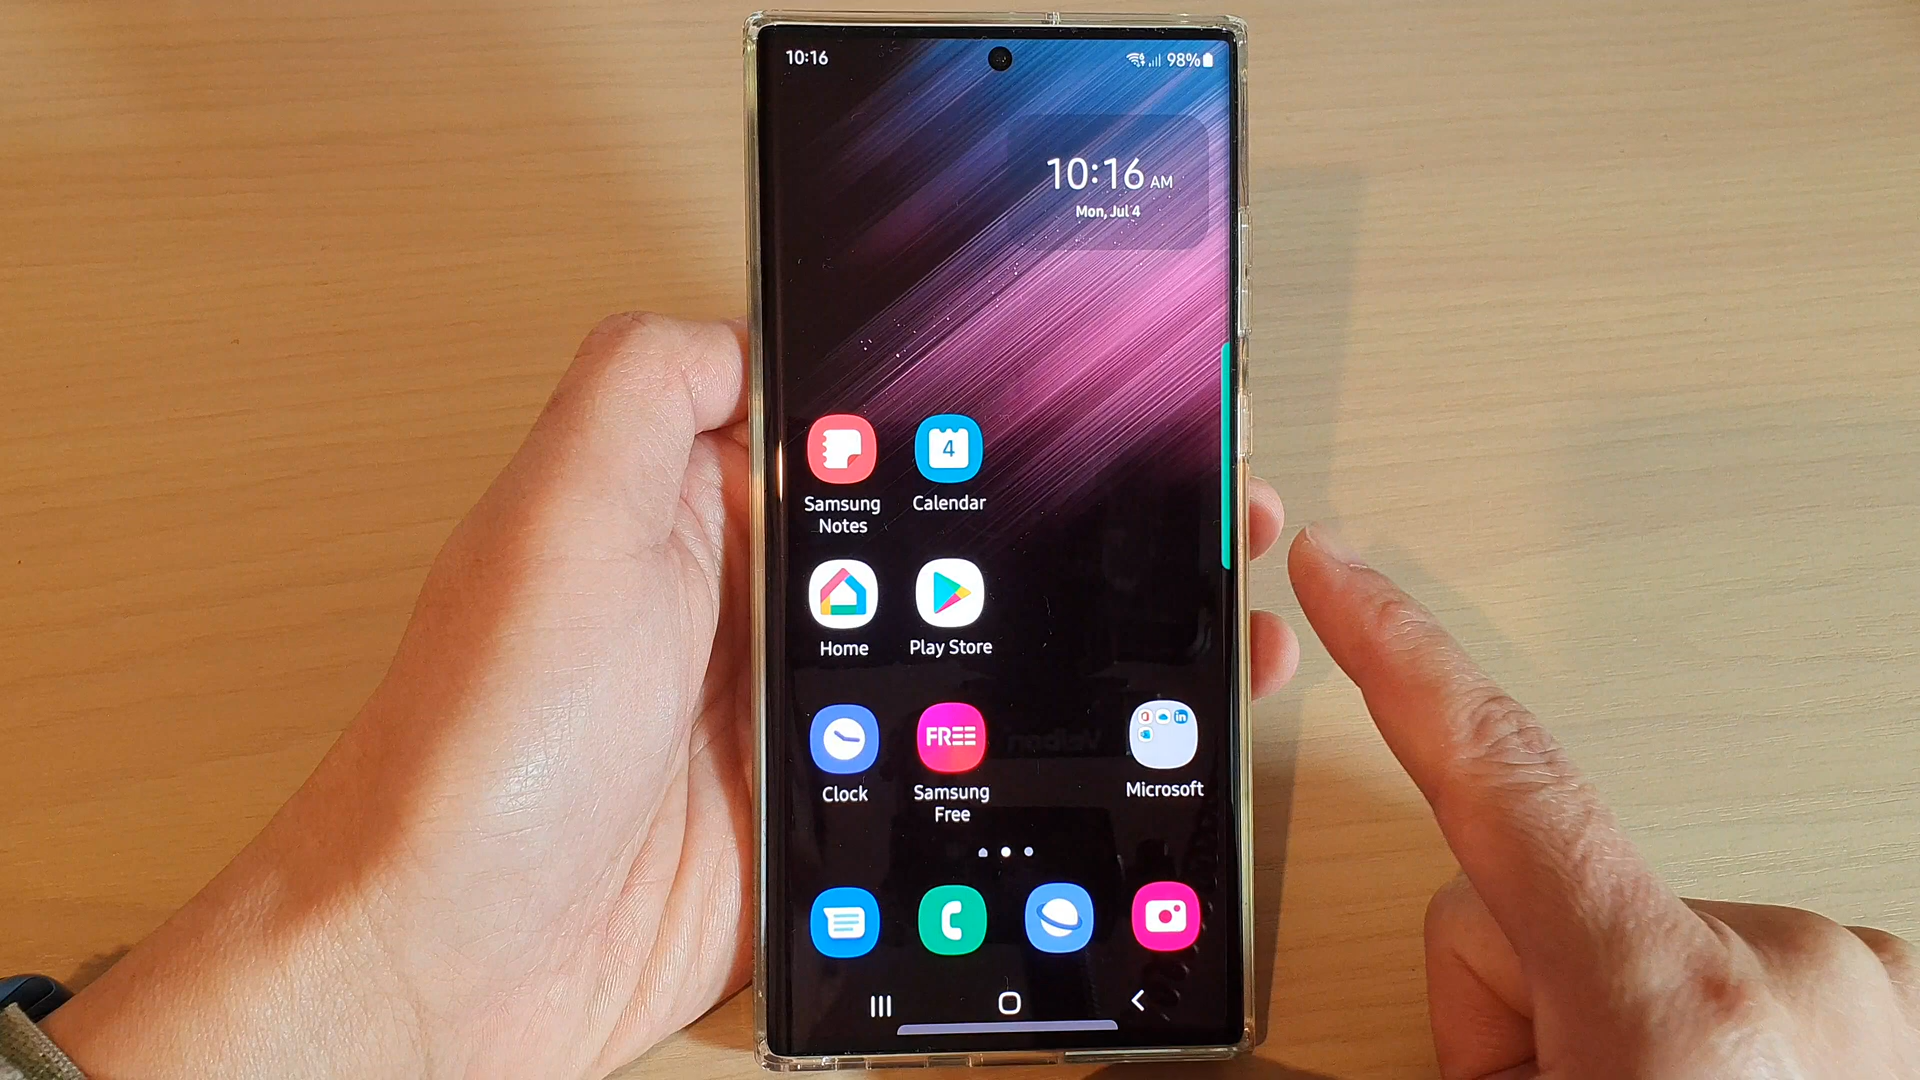 10:16
98%
10:16 AM
Mon, Jul 4
4
Samsung
Notes
Calendar
Home
Play Store
FREE
in
Clock
Samsung
Free
Microsoft